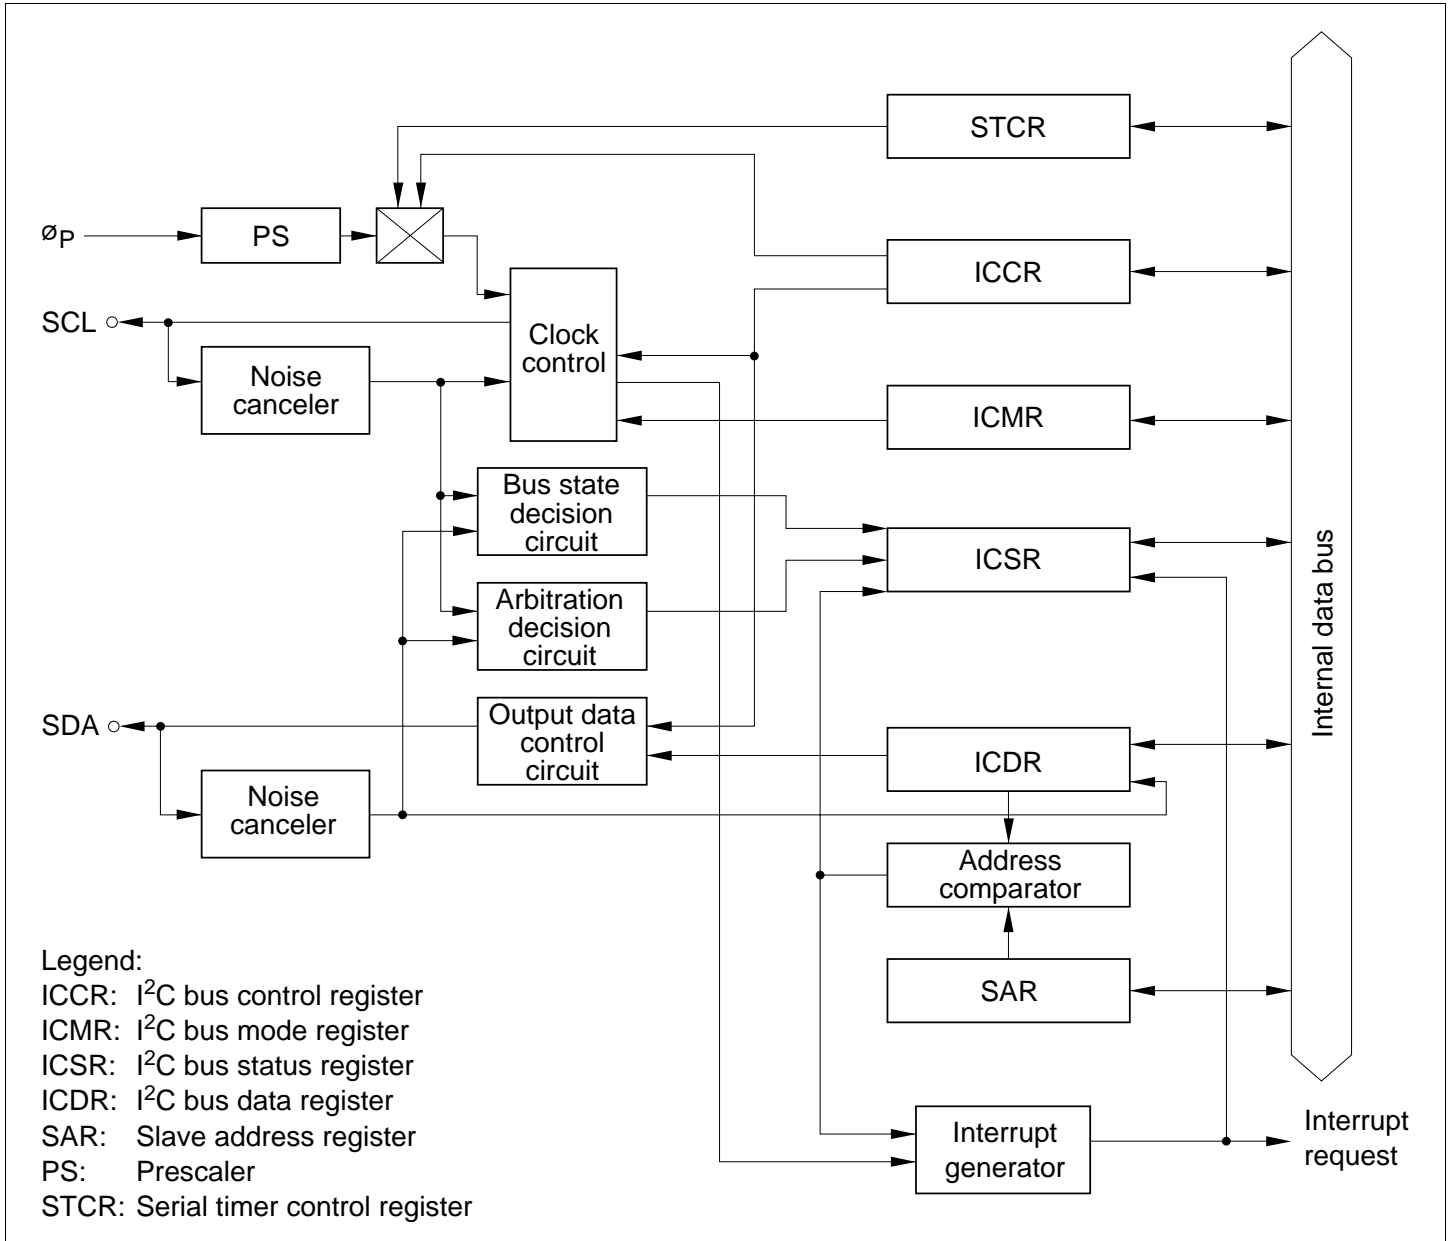 STCR
øP
PS
ICCR
SCL
Clock
control
Noise
canceler
ICMR
Bus state
decision
circuit
ICSR
Arbitration
decision
circuit
Internal data bus
SDA
Output data
control
circuit
ICDR
Noise
canceler
Address
comparator
SAR
Interrupt
generator
Interrupt
request
Legend:
ICCR: I²C bus control register
ICMR: I²C bus mode register
ICSR: I²C bus status register
ICDR: I²C bus data register
SAR: Slave address register
PS: Prescaler
STCR: Serial timer control register